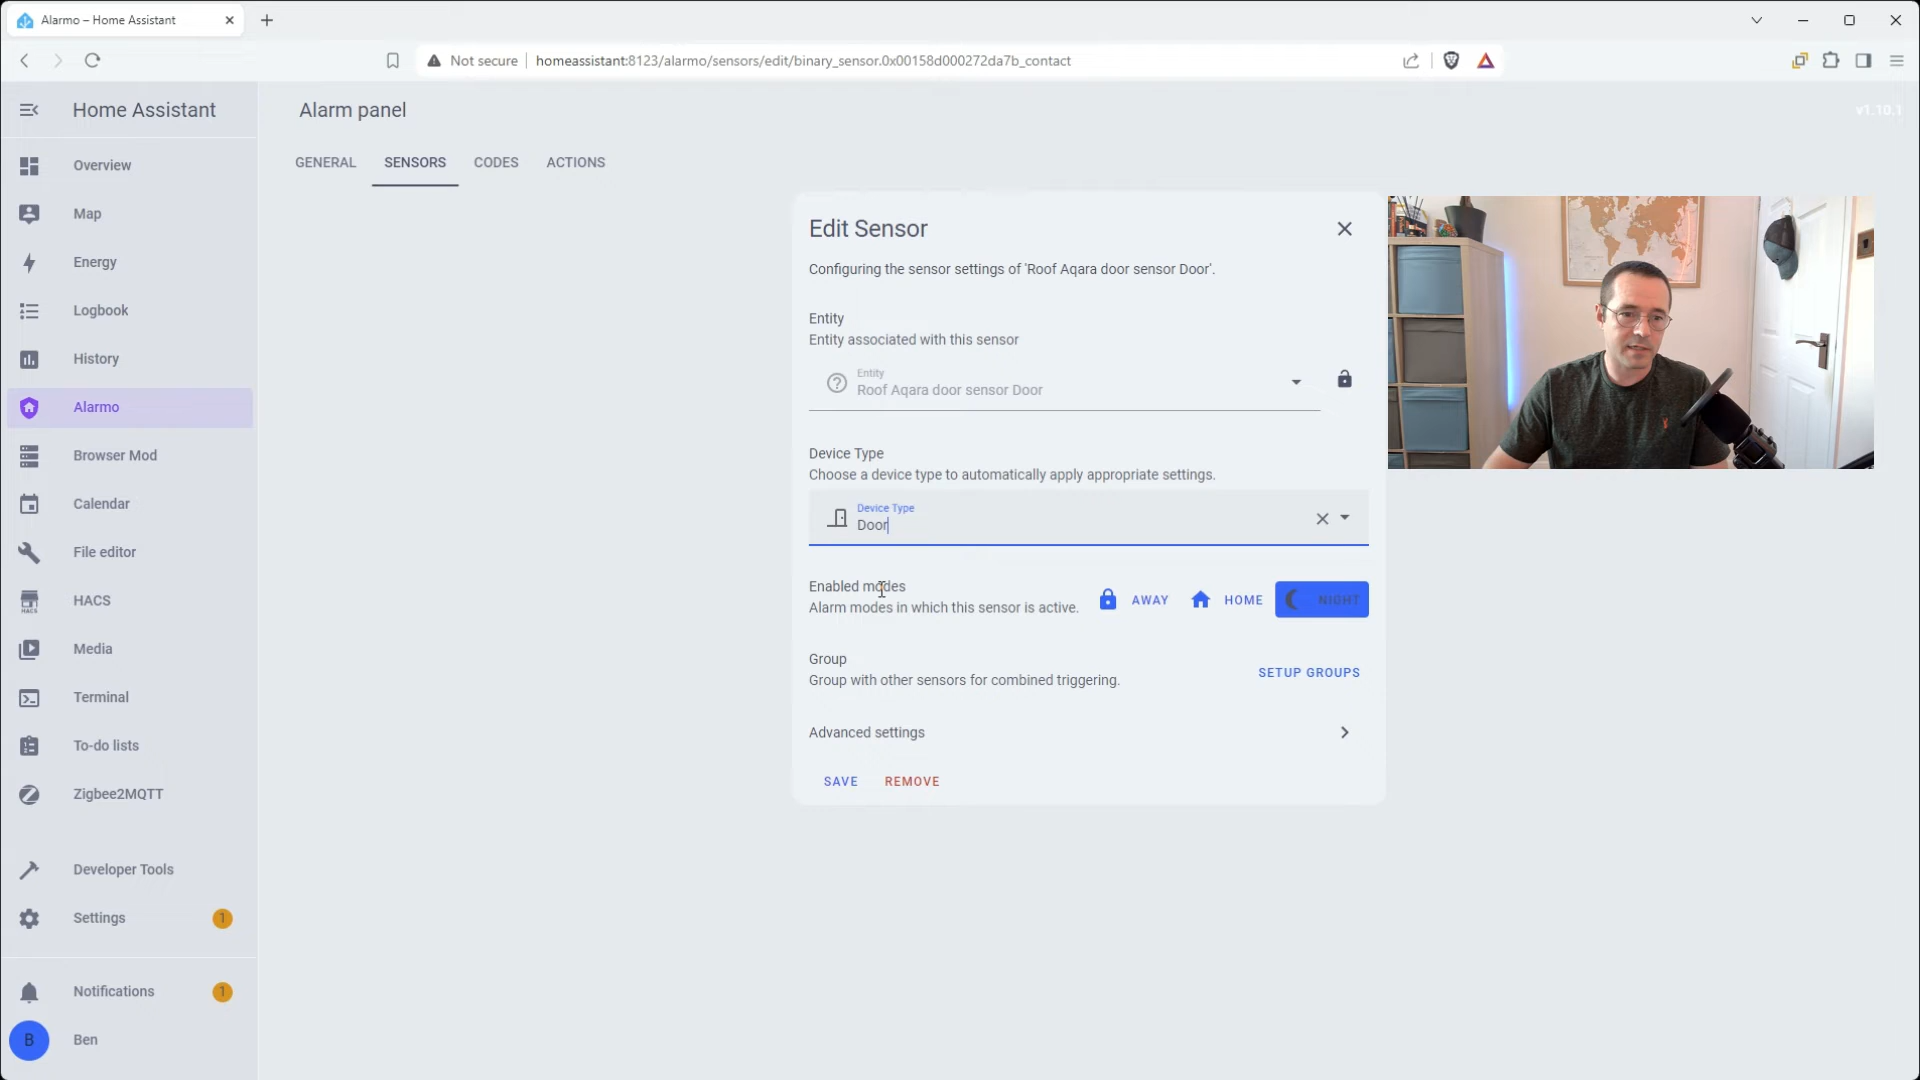 Alarmo – Home Assistant
Not secure
homeassistant:8123/alarmo/sensors/edit/binary_sensor.0x00158d000272da7b_contact
Home Assistant
Alarm panel
v1.10.1
GENERAL
SENSORS
CODES
ACTIONS
Overview
Map
Energy
Logbook
History
Alarmo
Browser Mod
Calendar
File editor
HACS
HACS
Media
Terminal
To-do lists
Zigbee2MQTT
Developer Tools
Settings
1
Notifications
1
B
Ben
Edit Sensor
Configuring the sensor settings of 'Roof Aqara door sensor Door'.
Entity
Entity associated with this sensor
Entity
Roof Aqara door sensor Door
Device Type
Choose a device type to automatically apply appropriate settings.
Device Type
Door
Enabled modes
Alarm modes in which this sensor is active.
AWAY
HOME
NIGHT
Group
Group with other sensors for combined triggering.
SETUP GROUPS
Advanced settings
SAVE
REMOVE